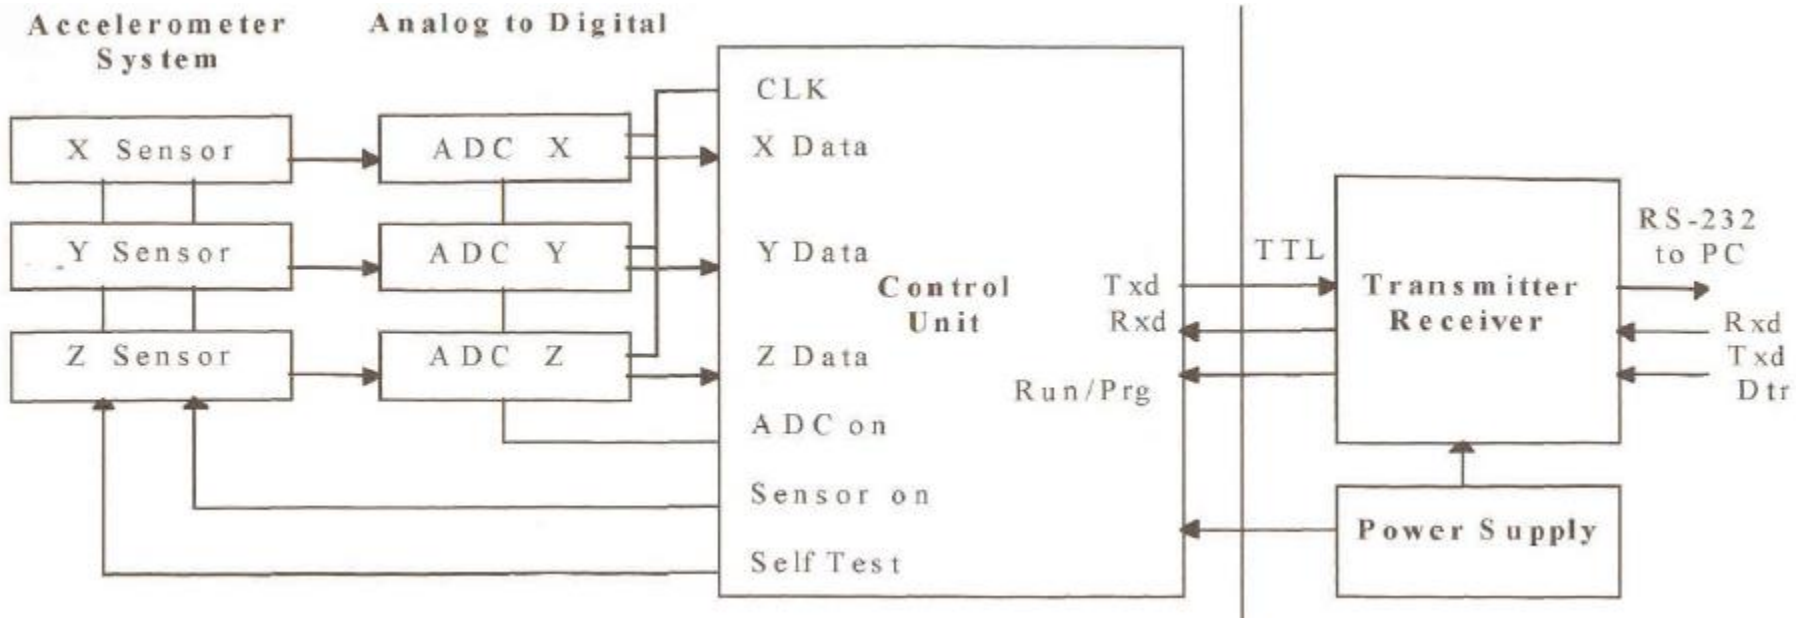 Accelerometer
System
Analog to Digital
CLK
X Sensor
ADC X
X Data
Y Sensor
ADC Y
Y Data
Z Sensor
ADC Z
Z Data
Control
Unit
Txd
Rxd
Run/Prg
ADC on
Sensor on
Self Test
TTL
Transmitter
Receiver
RS-232
to PC
Rxd
Txd
Dtr
Power Supply